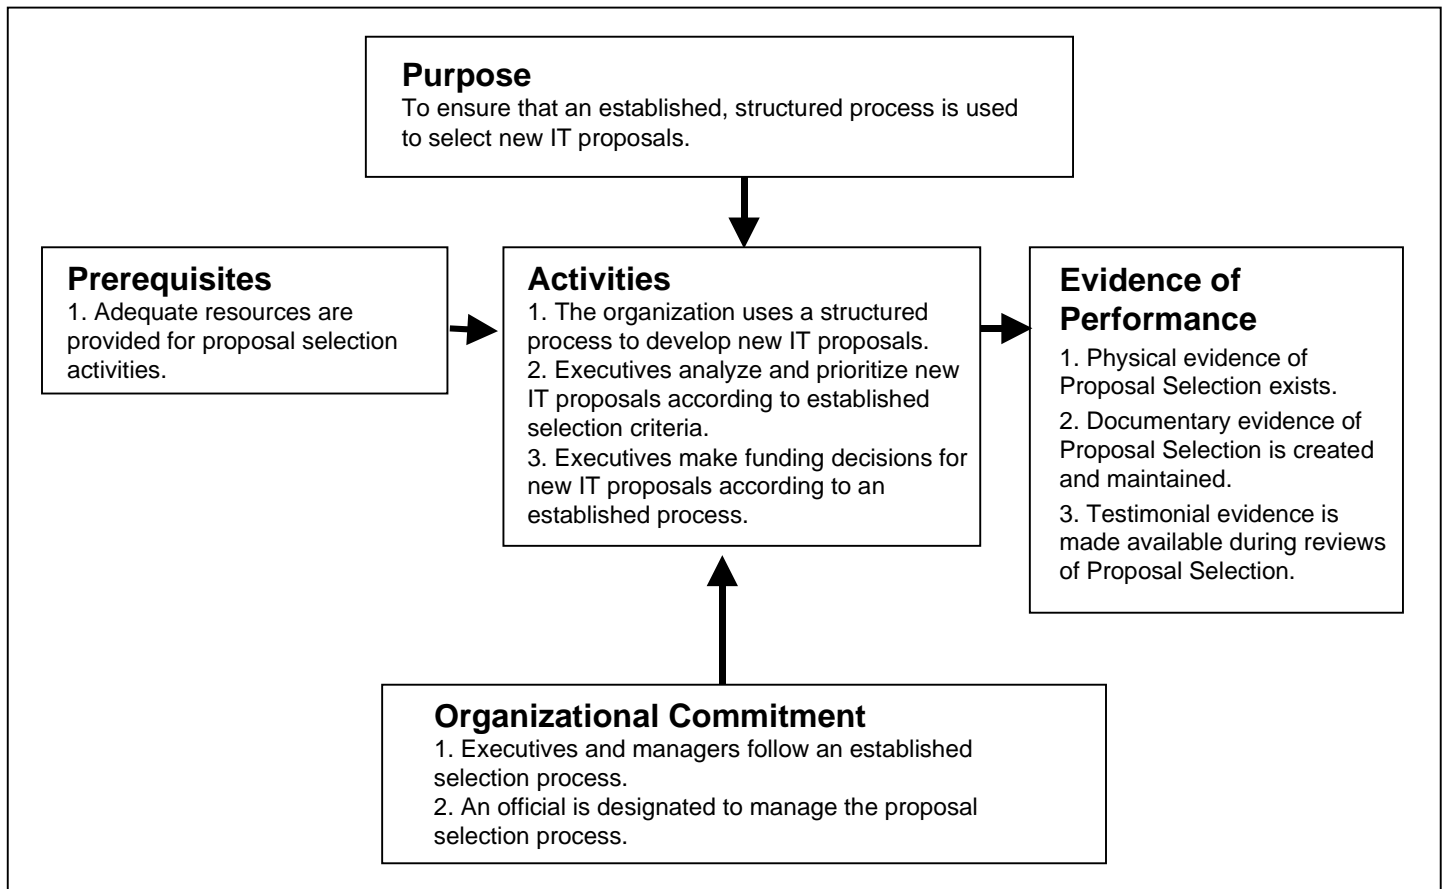 Purpose
To ensure that an established, structured process is used
to select new IT proposals.
Prerequisites
1. Adequate resources are
provided for proposal selection
activities.
Activities
1. The organization uses a structured
process to develop new IT proposals.
2. Executives analyze and prioritize new
IT proposals according to established
selection criteria.
3. Executives make funding decisions for
new IT proposals according to an
established process.
Evidence of
Performance
1. Physical evidence of
Proposal Selection exists.
2. Documentary evidence of
Proposal Selection is created
and maintained.
3. Testimonial evidence is
made available during reviews
of Proposal Selection.
Organizational Commitment
1. Executives and managers follow an established
selection process.
2. An official is designated to manage the proposal
selection process.